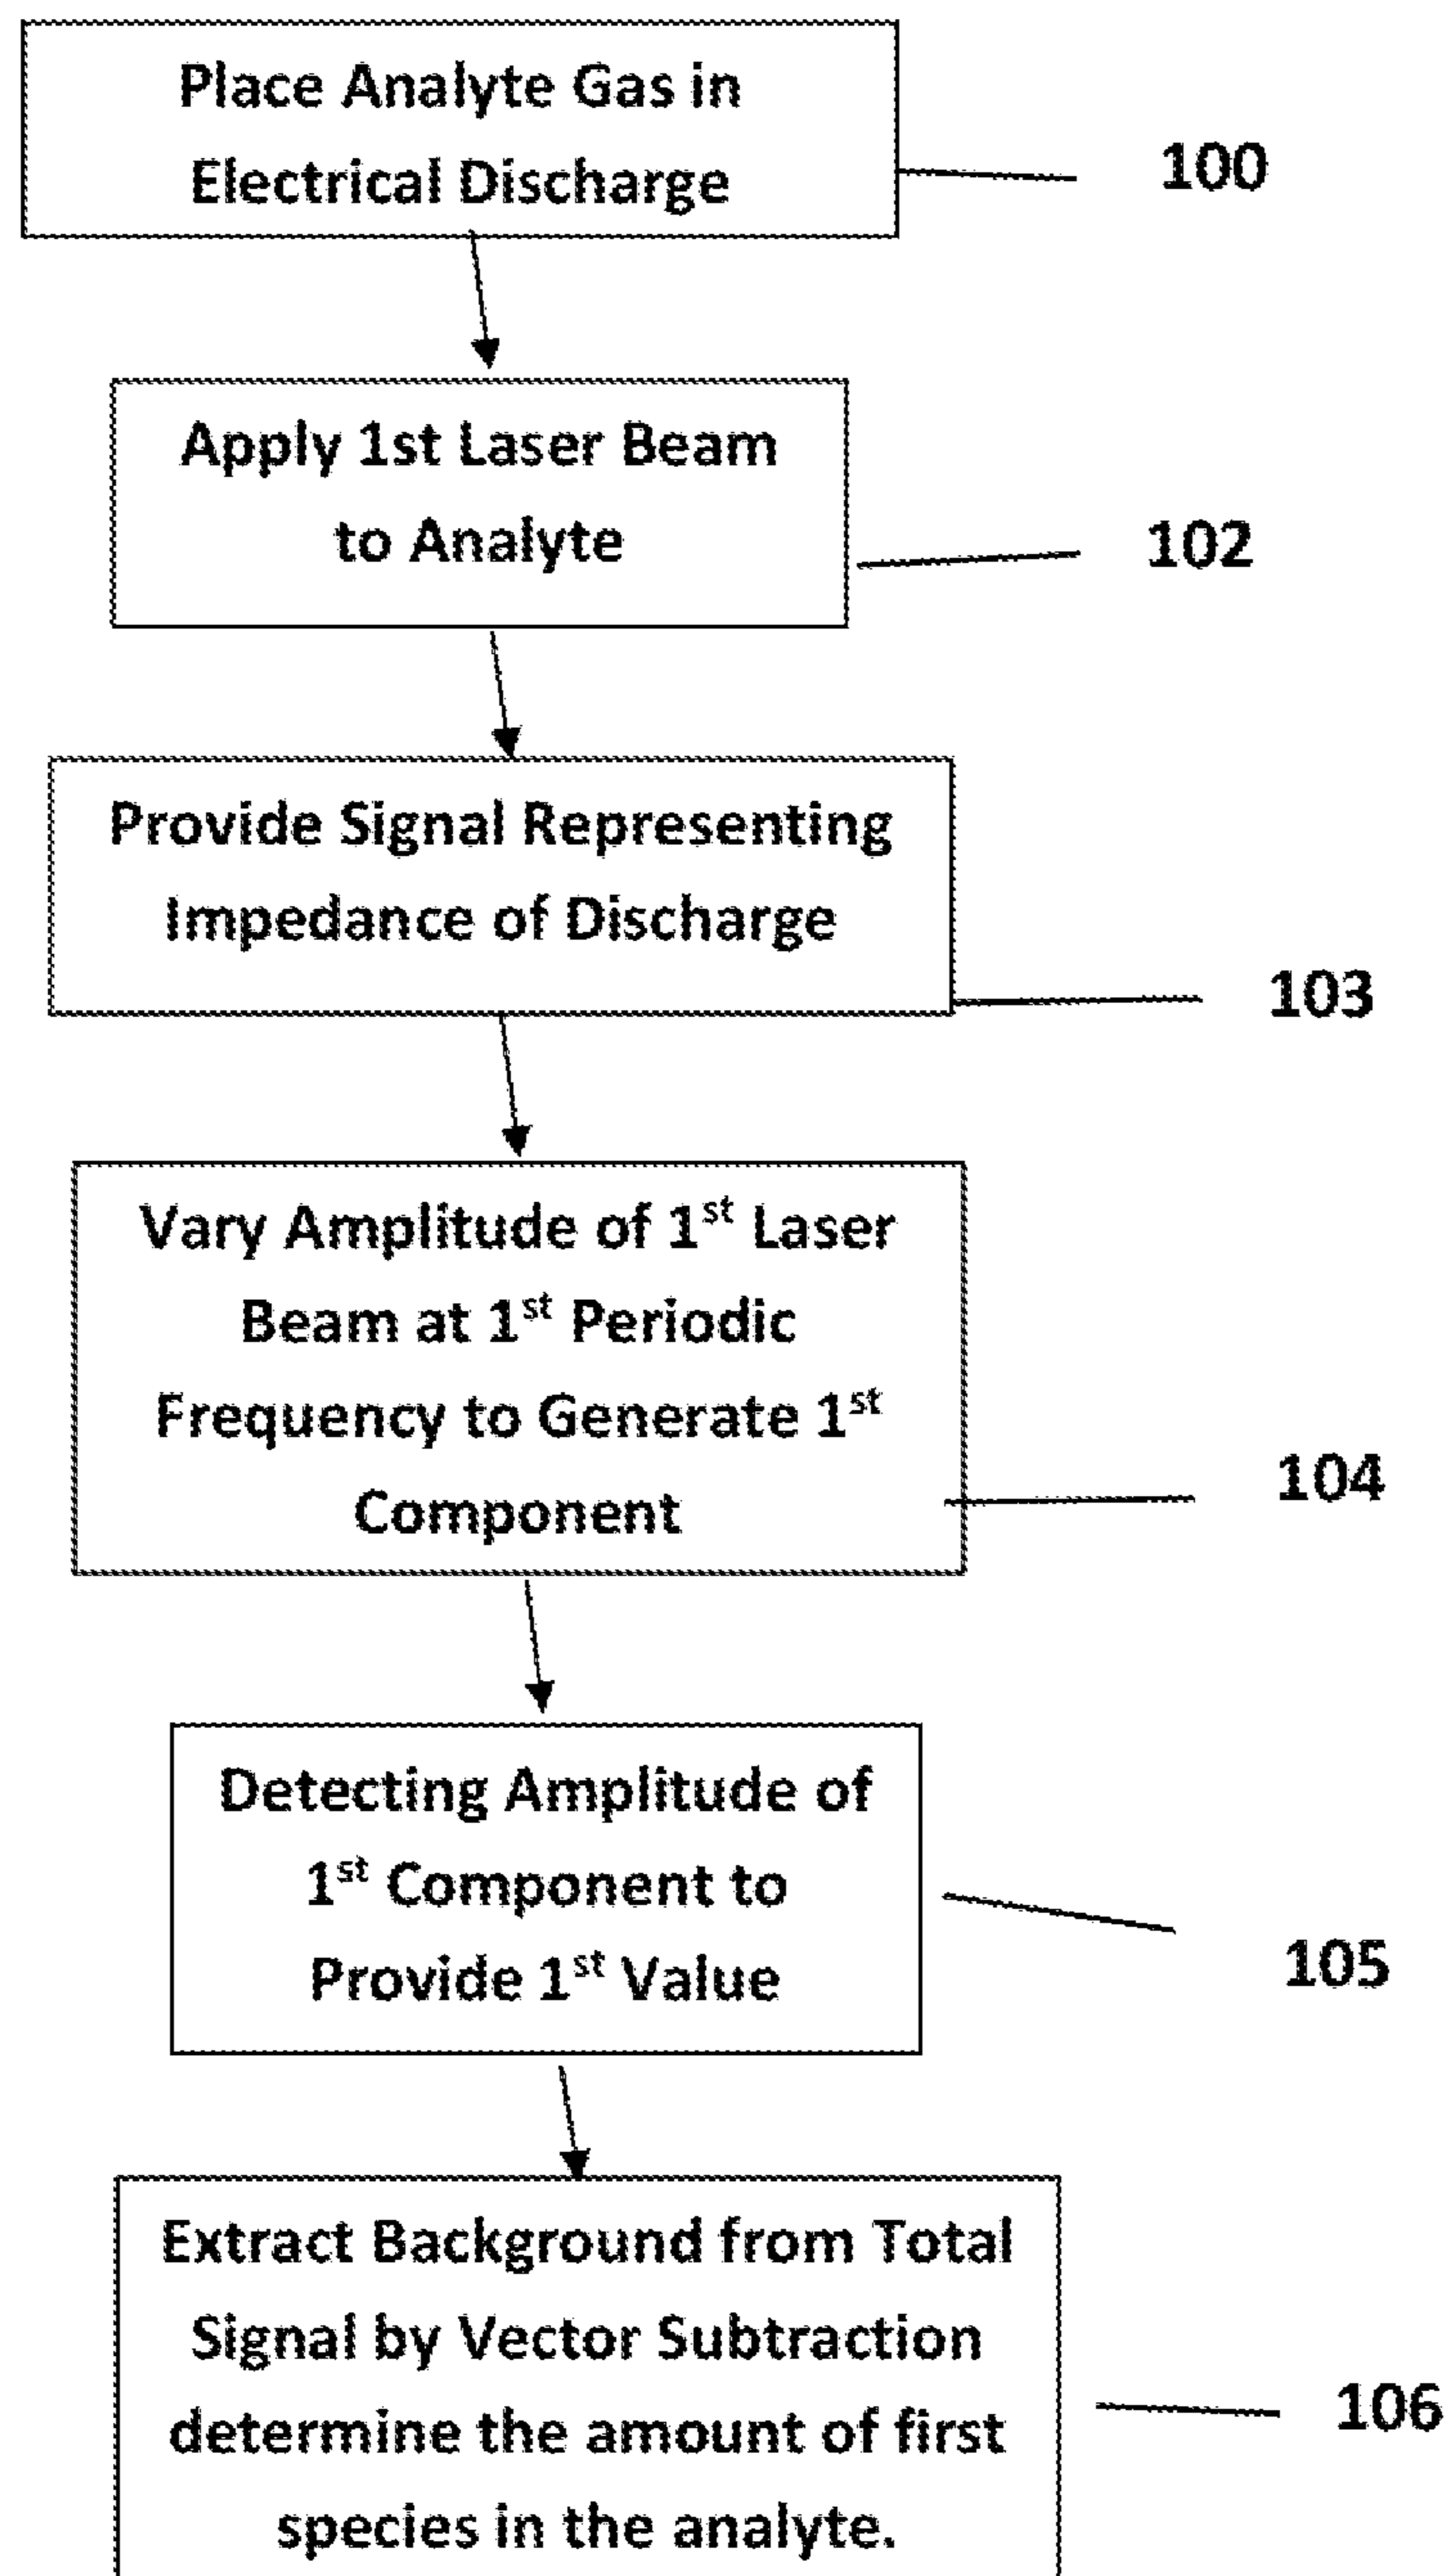 Place Analyte Gas in
Electrical Discharge
100
Apply 1st Laser Beam
to Analyte
102
Provide Signal Representing
Impedance of Discharge
103
Vary Amplitude of 1st Laser
Beam at 1st Periodic
Frequency to Generate 1st
Component
104
Detecting Amplitude of
1st Component to
Provide 1st Value
105
Extract Background from Total
Signal by Vector Subtraction
determine the amount of first
species in the analyte.
106